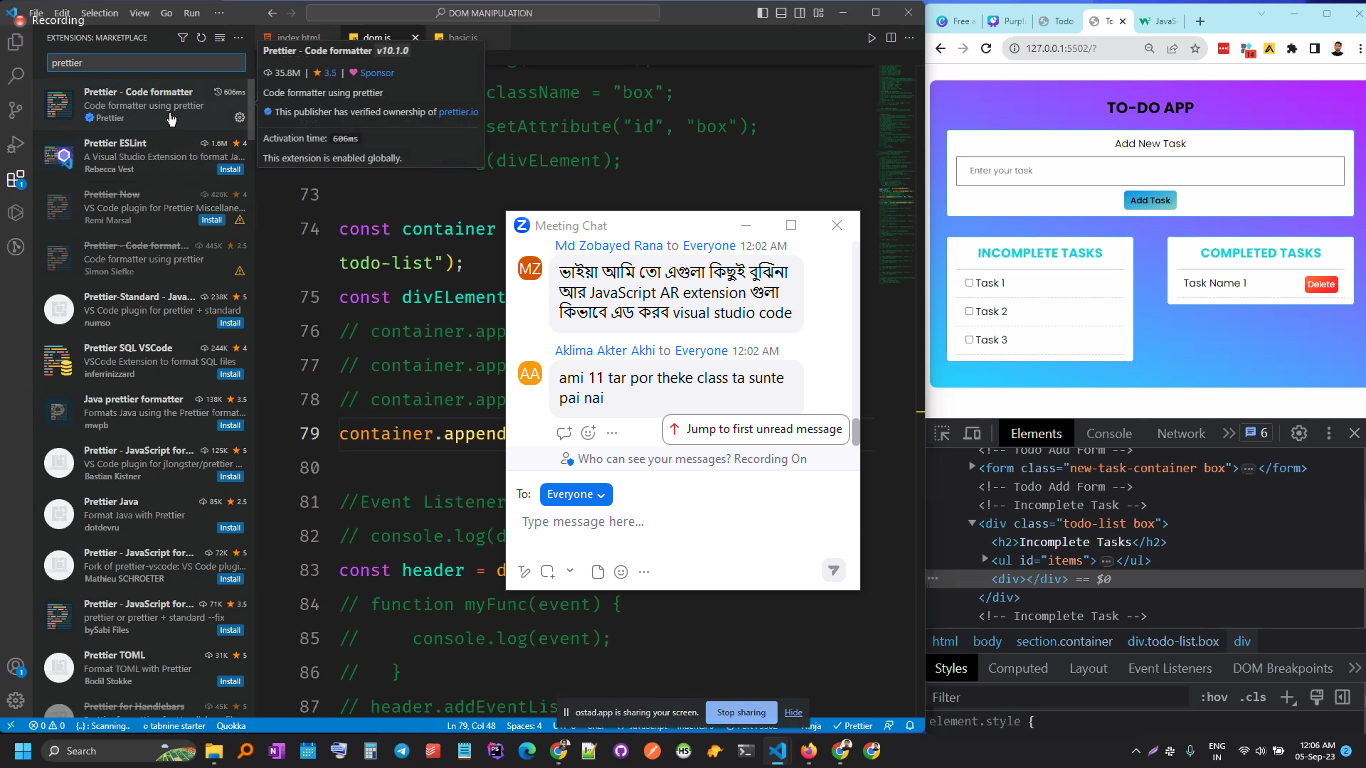 Recording
File Edit Selection View Go Run ···
DOM MANIPULATION
EXTENSIONS: MARKETPLACE
prettier
Prettier - Code formatter 606ms
Code formatter using prettier
Prettier
Prettier ESLint 1.6M 4
A Visual Studio Extension to format Ja...
Rebecca Vest Install
Prettier Now 426K 4
VS Code plugin for Prettier Miscellane...
Remi Marsal Install
Prettier - Code format... 445K 2.5
Code formatter using prettier
Simon Siefke
Prettier-Standard - Java... 238K 5
VS Code plugin for prettier + standard
numso Install
Prettier SQL VSCode 244K 4
VSCode Extension to format SQL files
inferrinizzard Install
Java prettier formatter 138K 3.5
Formats Java using the Prettier format...
mwpb Install
Prettier - JavaScript for... 125K 5
VS Code plugin for jlongster/prettier ...
Bastian Kistner Install
Prettier Java 85K 2.5
Format Java with Prettier
dotdevru Install
Prettier - JavaScript for... 72K 5
Fork of prettier-vscode: VS Code plugi...
Mathieu SCHROETER Install
Prettier - JavaScript for... 71K 3.5
prettier or prettier + standard --fix
bySabi Files Install
Prettier TOML 31K 5
Format TOML with Prettier
Bodil Stokke Install
Prettier for Handlebars 45K 5
index.html dom.js basic.js
Prettier - Code formatter v10.1.0
35.8M | 3.5 | Sponsor
Code formatter using prettier
This publisher has verified ownership of prettier.io
Activation time: 606ms
This extension is enabled globally.
className = "box";
setAttribute("id", "box");
(divELement);
73
74 const container
todo-list");
75 const divELement
76 // container.app
77 // container.app
78 // container.app
79 container.append
80
81 //Event Listener
82 // console.log(d
83 const header = d
84 // function myFunc(event) {
85 // console.log(event);
86 // }
87 // header.addEventLis
Meeting Chat
Md Zobayed Rana to Everyone 12:02 AM
MZ
ভাইয়া আমি তো এগুলা কিছুই বুঝিনা
আর JavaScript AR extension গুলা
কিভাবে এড করব visual studio code
Aklima Akter Akhi to Everyone 12:02 AM
AA
ami 11 tar por theke class ta sunte
pai nai
Jump to first unread message
Who can see your messages? Recording On
To: Everyone
Type message here...
ostad.app is sharing your screen. Stop sharing Hide
0 0 {..}: Scanning.. tabnine starter Quokka Ln 79, Col 48 Spaces: 4 Ninja Prettier
Free Purpl Todo To JavaS
127.0.0.1:5502/?
14
TO-DO APP
Add New Task
Enter your task
Add Task
INCOMPLETE TASKS
Task 1
Task 2
Task 3
COMPLETED TASKS
Task Name 1 Delete
Elements Console Network 6
<!-- Todo Add Form -->
<form class="new-task-container box"> ··· </form>
<!-- Todo Add Form -->
<!-- Incomplete Task -->
<div class="todo-list box">
<h2>Incomplete Tasks</h2>
<ul id="items"> ··· </ul>
<div></div> == $0
</div>
<!-- Incomplete Task -->
html body section.container div.todo-list.box div
Styles Computed Layout Event Listeners DOM Breakpoints
Filter :hov .cls
element.style {
Search
ENG
IN
12:06 AM
05-Sep-23
2